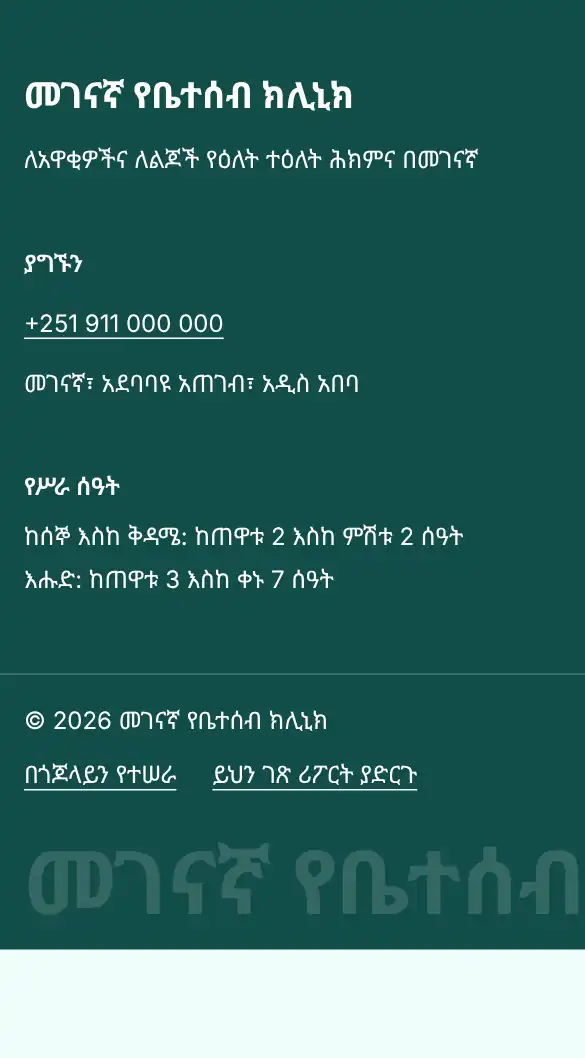 መገናኛ የቤተሰብ ክሊኒክ
ለአዋቂዎችና ለልጆች የዕለት ተዕለት ሕክምና በመገናኛ
ያግኙን
+251 911 000 000
መገናኛ፣ አደባባዩ አጠገብ፣ አዲስ አበባ
የሥራ ሰዓት
ከሰኞ እስከ ቅዳሜ: ከጠዋቱ 2 እስከ ምሽቱ 2 ሰዓት
እሑድ: ከጠዋቱ 3 እስከ ቀኑ 7 ሰዓት
© 2026 መገናኛ የቤተሰብ ክሊኒክ
በጎጆላይን የተሠራ ይህን ገጽ ሪፖርት ያድርጉ
መገናኛ የቤተሰብ